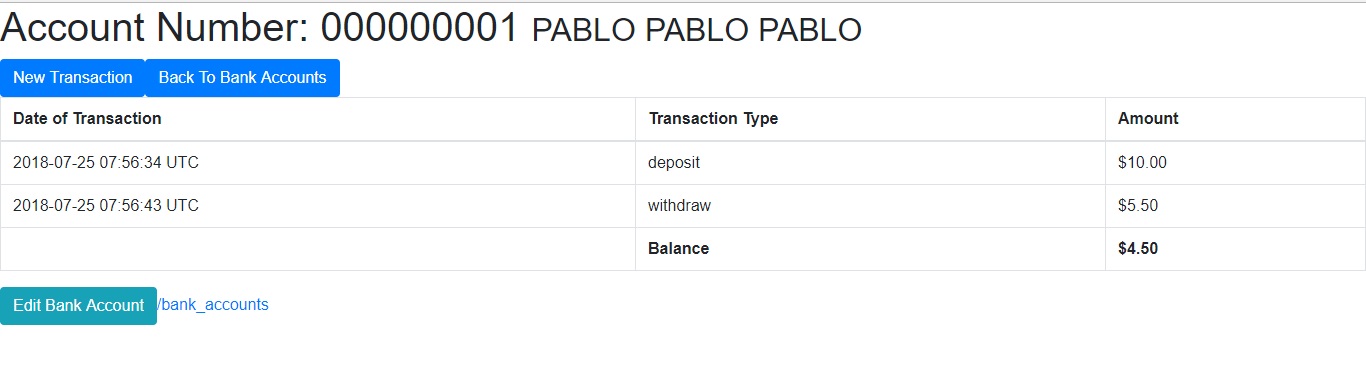 Account Number: 000000001 PABLO PABLO PABLO
New Transaction Back To Bank Accounts
Date of Transaction Transaction Type Amount
2018-07-25 07:56:34 UTC deposit $10.00
2018-07-25 07:56:43 UTC withdraw $5.50
Balance $4.50
Edit Bank Account /bank_accounts